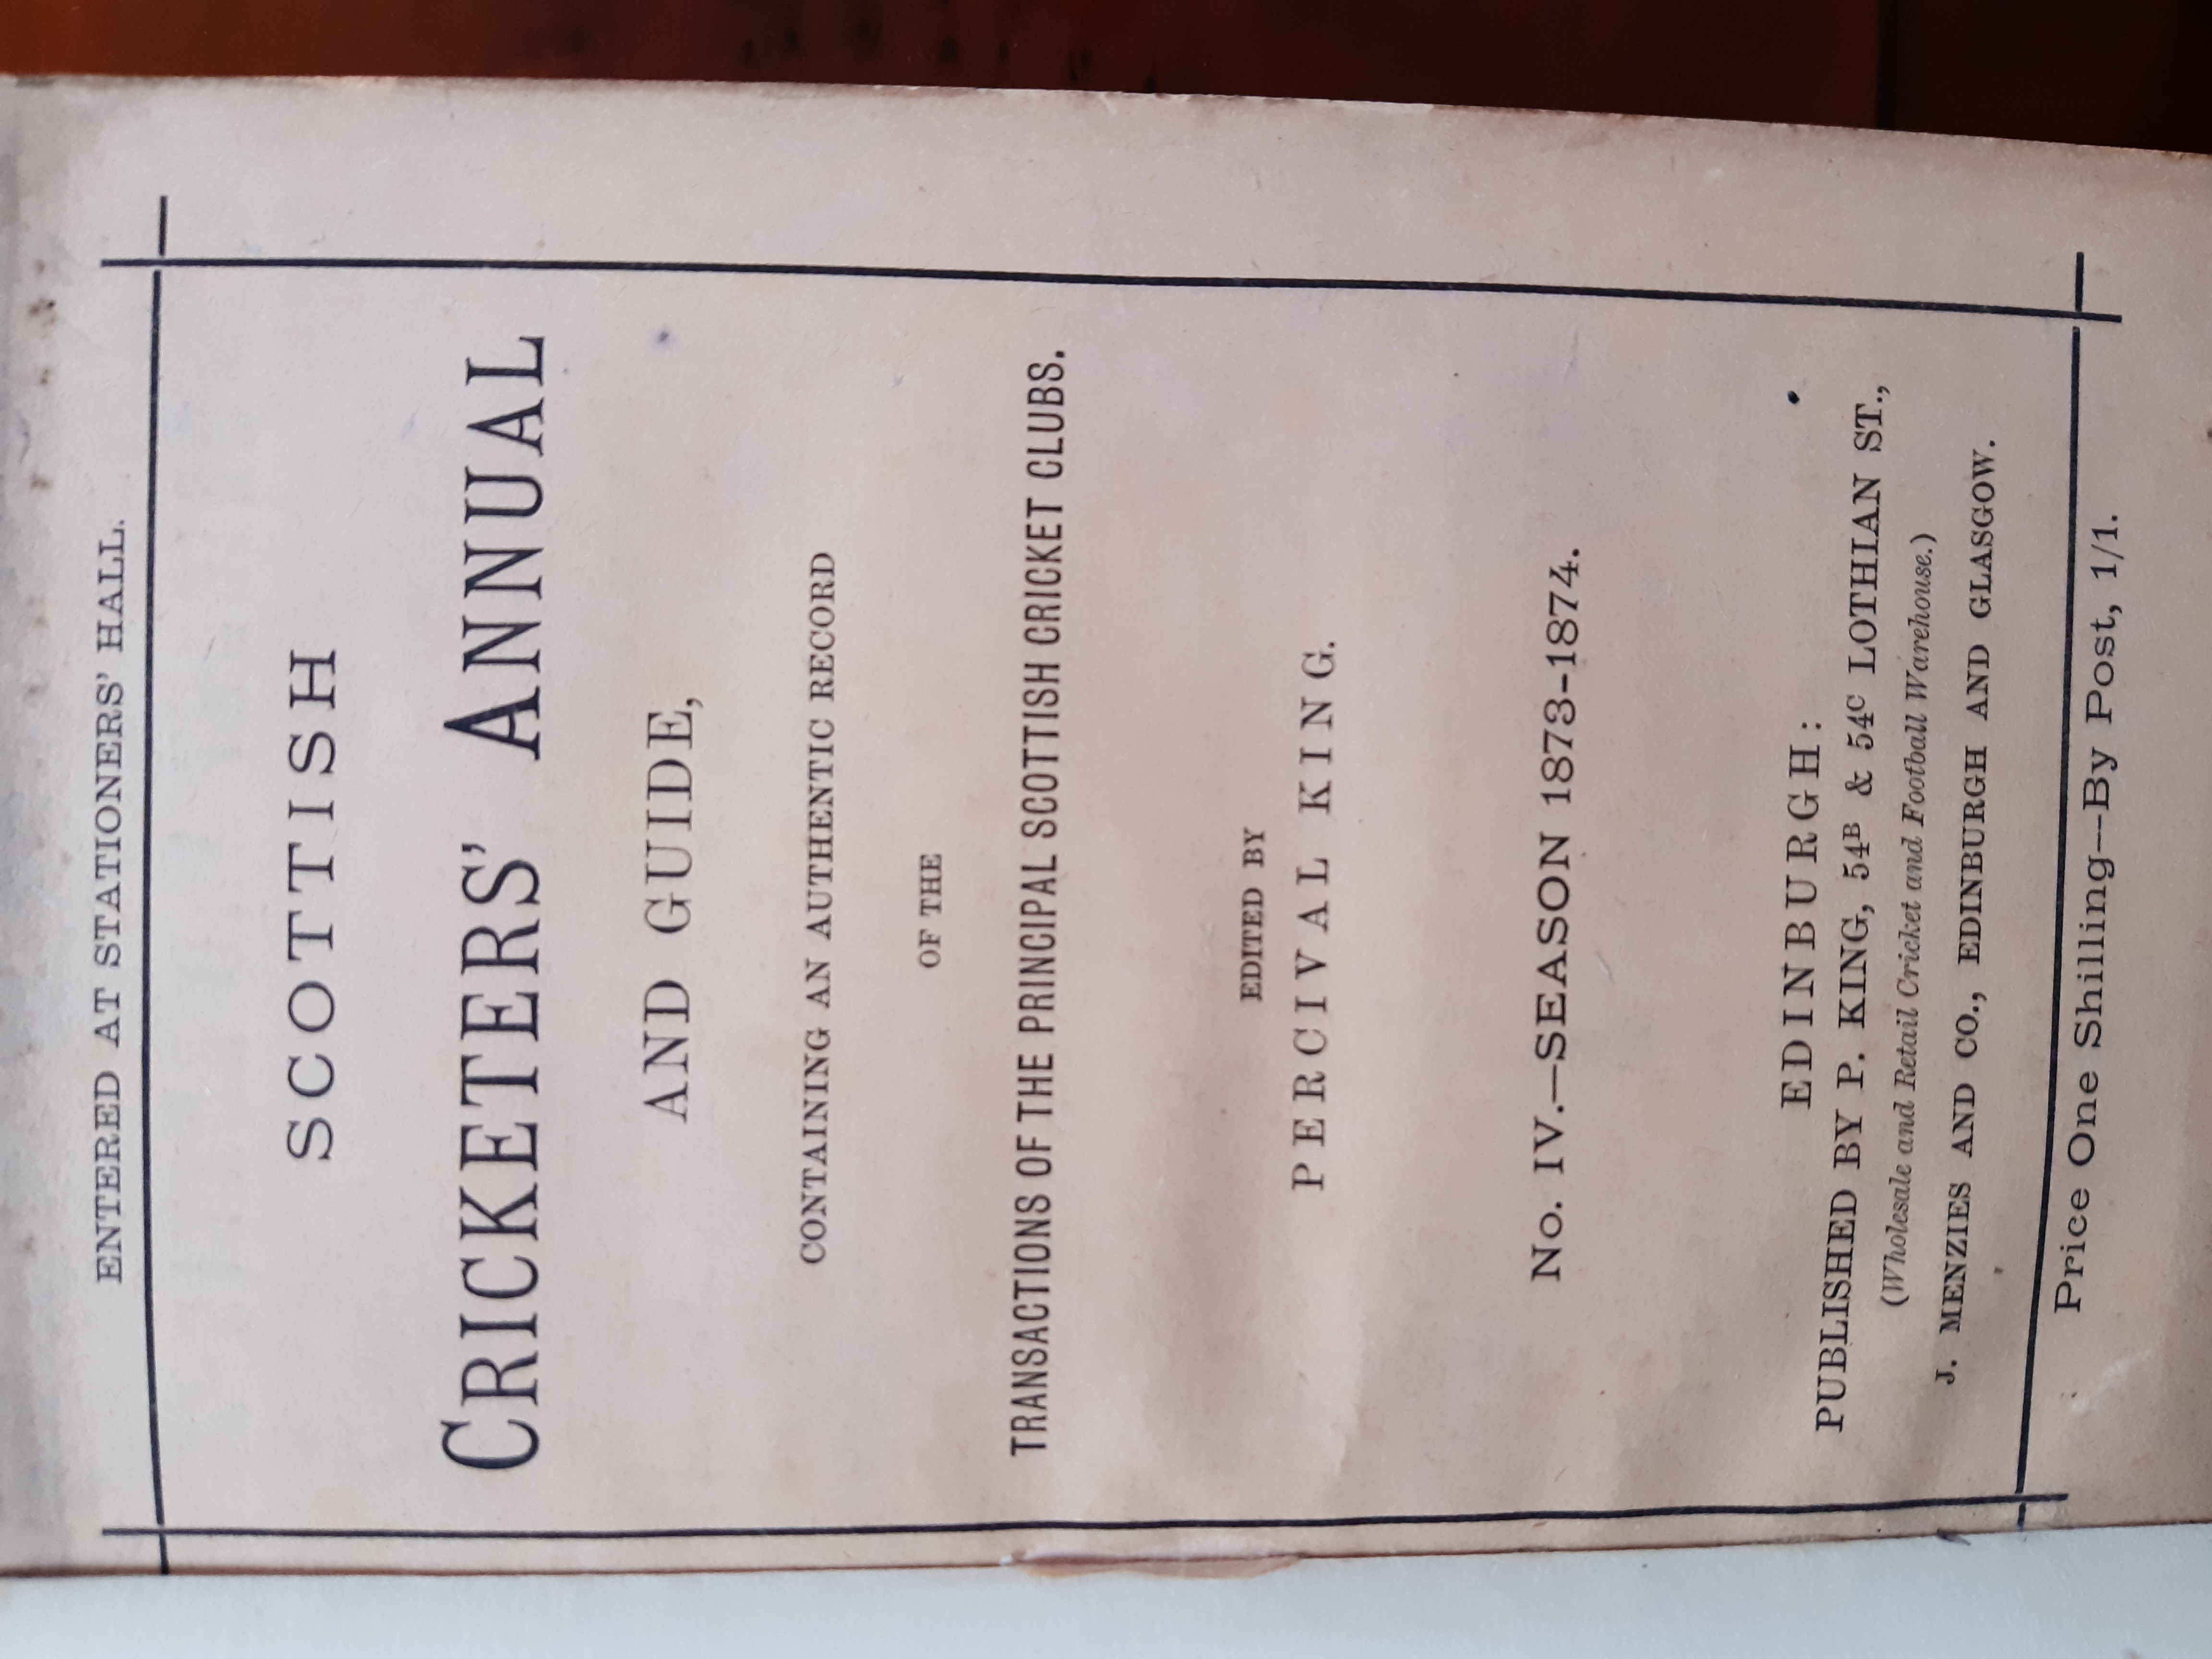 ENTERED AT STATIONERS' HALL.
SCOTTISH
CRICKETERS' ANNUAL
AND GUIDE,
CONTAINING AN AUTHENTIC RECORD
OF THE
TRANSACTIONS OF THE PRINCIPAL SCOTTISH CRICKET CLUBS.
EDITED BY
PERCIVAL KING.
No. IV.—SEASON 1873-1874.
EDINBURGH:
PUBLISHED BY P. KING, 54B & 54C LOTHIAN ST.,
(Wholesale and Retail Cricket and Football Warehouse.)
J. MENZIES AND CO., EDINBURGH AND GLASGOW.
Price One Shilling—By Post, 1/1.